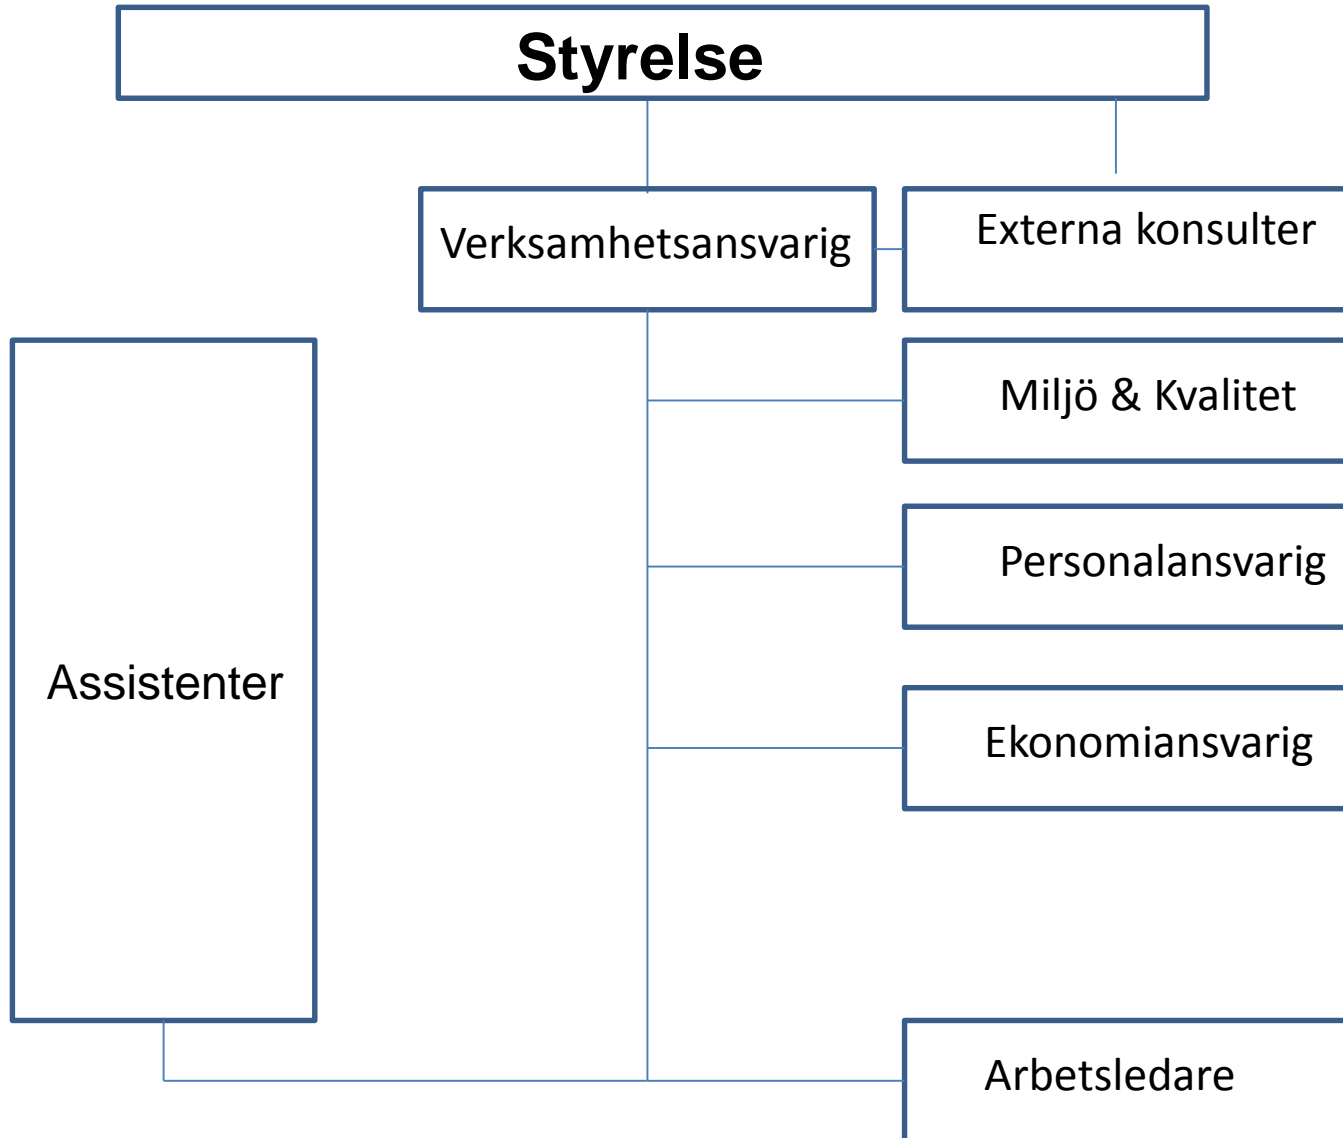 Styrelse
Verksamhetsansvarig
Externa konsulter
Miljö & Kvalitet
Personalansvarig
Assistenter
Ekonomiansvarig
Arbetsledare